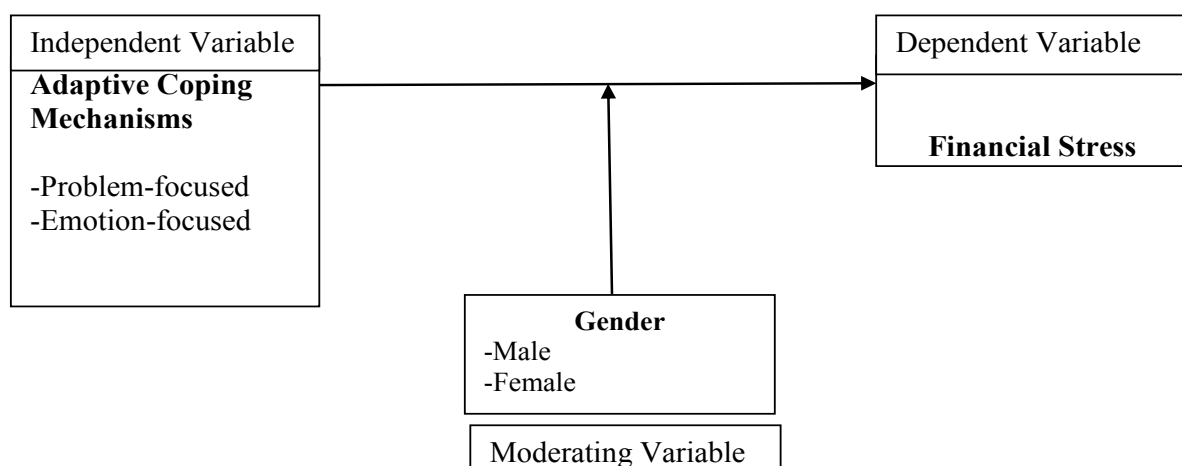 Independent Variable
Adaptive Coping
Mechanisms
-Problem-focused
-Emotion-focused
Dependent Variable
Financial Stress
Gender
-Male
-Female
Moderating Variable